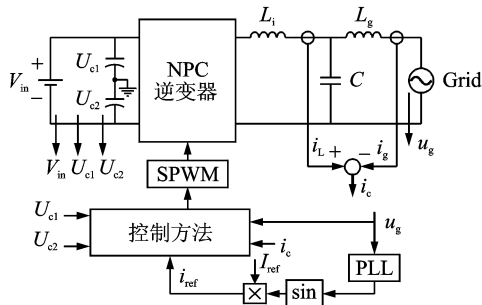 L_i
L_g
+
V_in
−
U_c1
U_c2
NPC
逆变器
C
Grid
V_in U_c1 U_c2
i_L + − i_g
u_g
i_c
SPWM
U_c1
U_c2
控制方法
u_g
i_c
i_ref
I_ref
×
sin
PLL